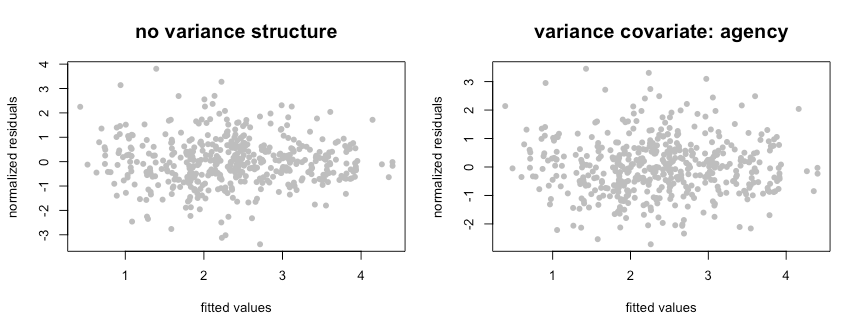 no variance structure
normalized residuals
4
3
2
1
0
-1
-2
-3
1 2 3 4
fitted values
variance covariate: agency
normalized residuals
3
2
1
0
-1
-2
1 2 3 4
fitted values